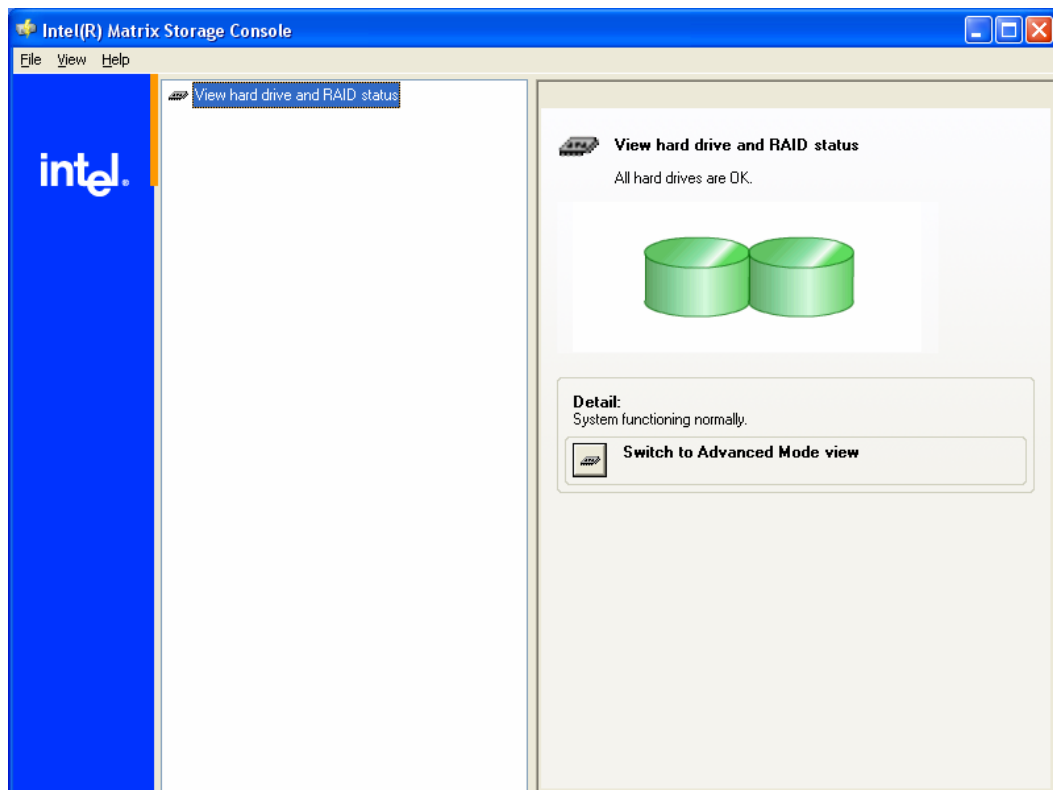 Intel(R) Matrix Storage Console
File View Help
intel.
View hard drive and RAID status
View hard drive and RAID status
All hard drives are OK.
Detail:
System functioning normally.
Switch to Advanced Mode view